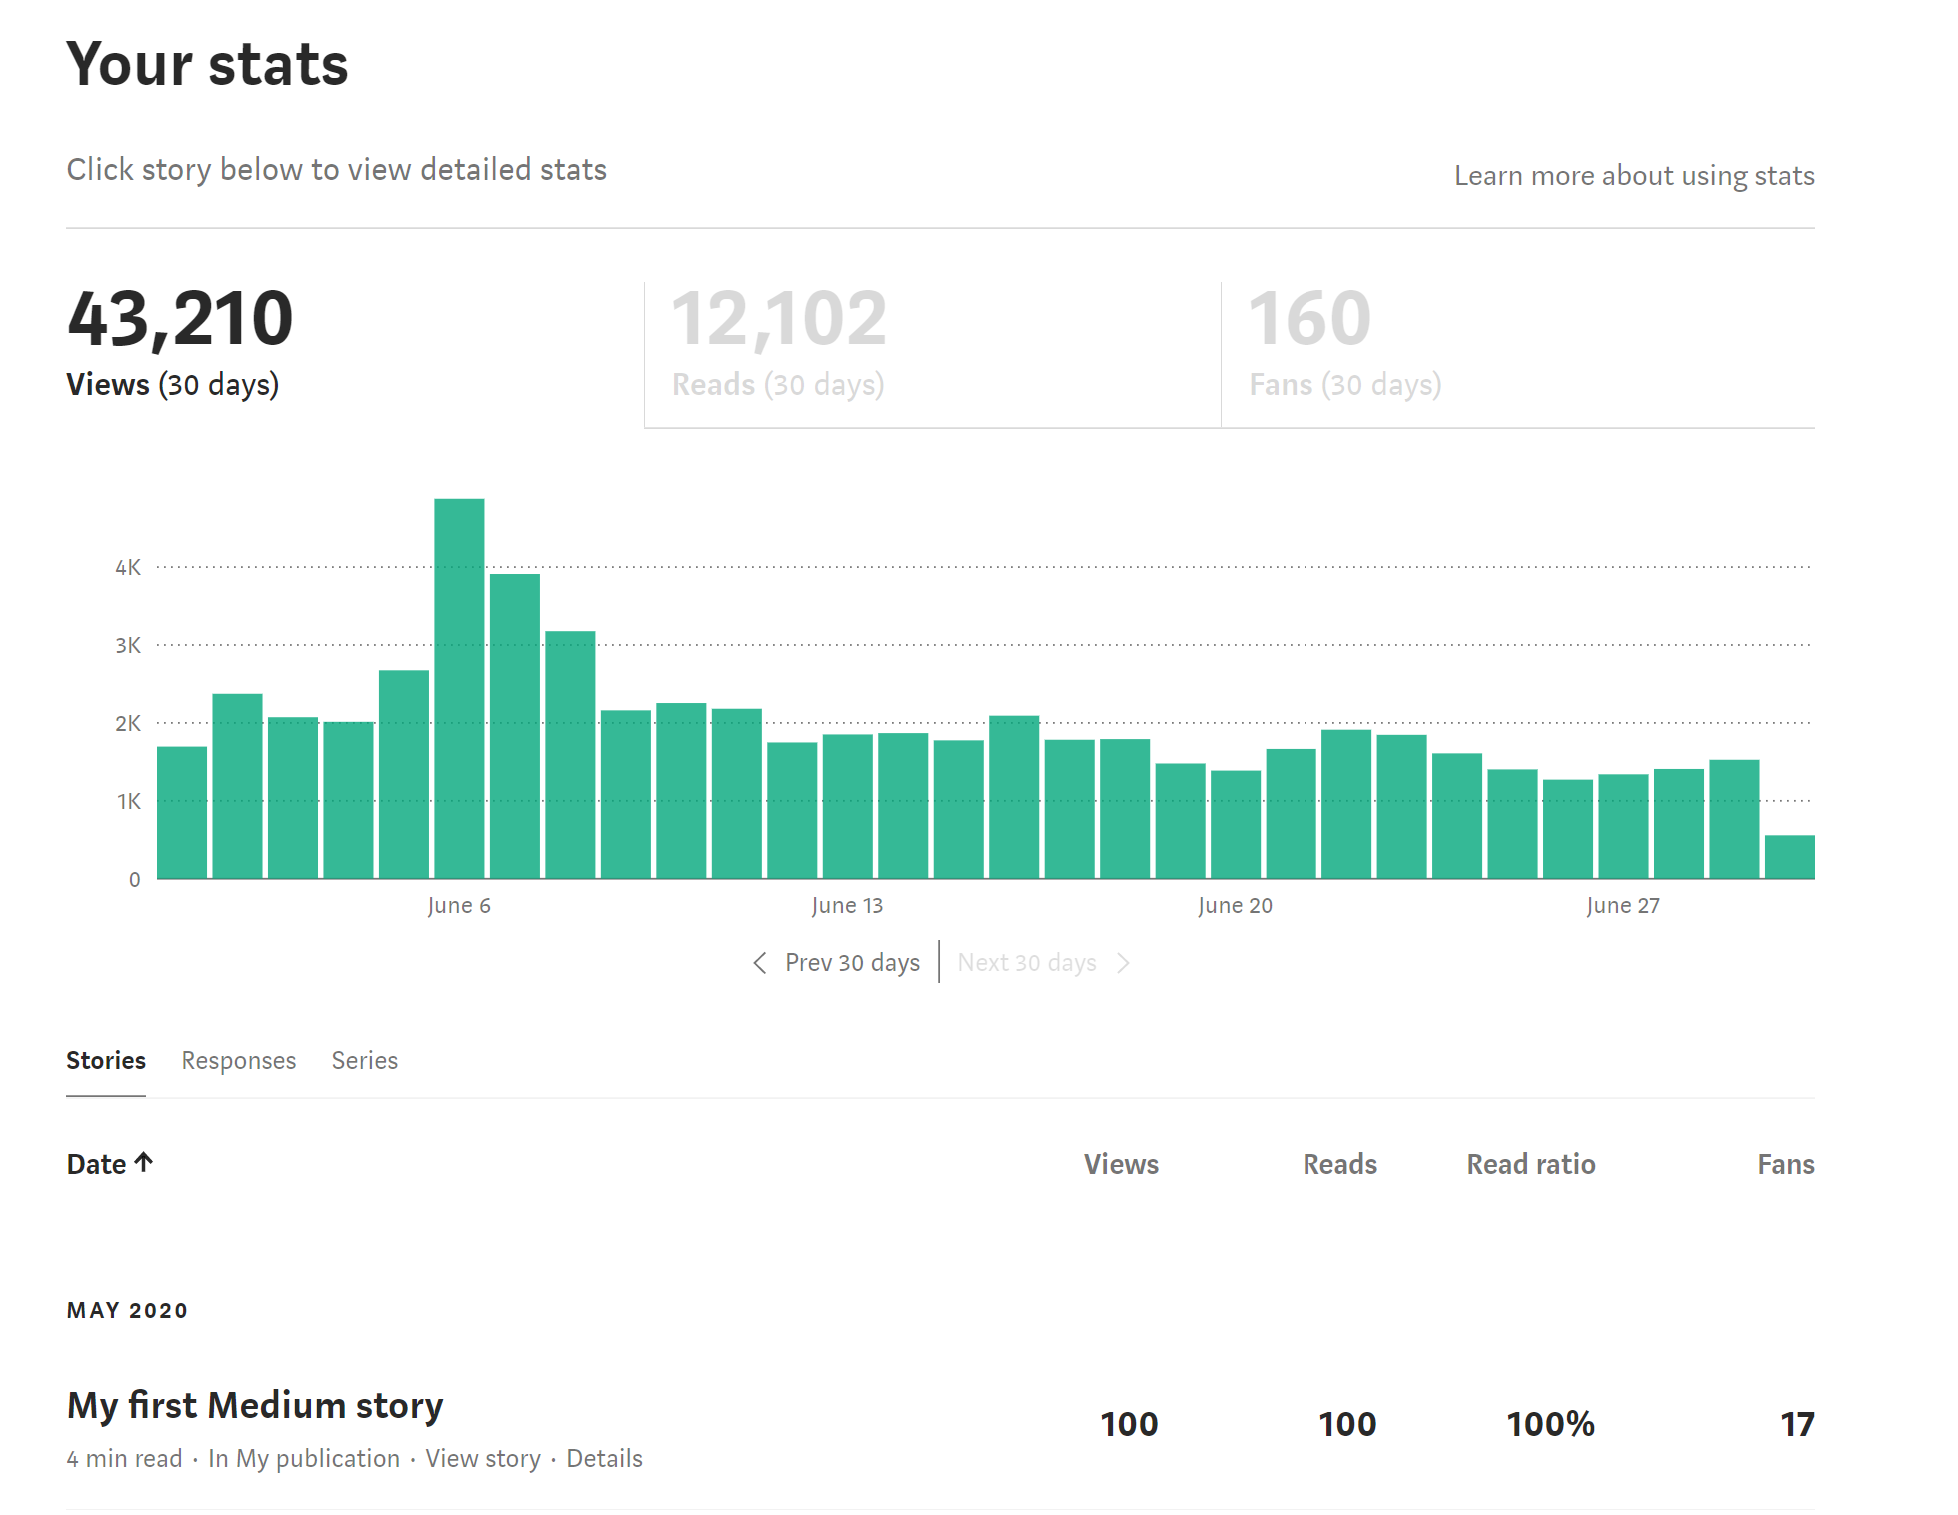 Your stats
Click story below to view detailed stats
Learn more about using stats
43,210
Views (30 days)
12,102
Reads (30 days)
160
Fans (30 days)
4K
3K
2K
1K
0
June 6
June 13
June 20
June 27
Prev 30 days
Next 30 days
Stories Responses Series
Date Views Reads Read ratio Fans
MAY 2020
My first Medium story
100 100 100% 17
4 min read · In My publication · View story · Details